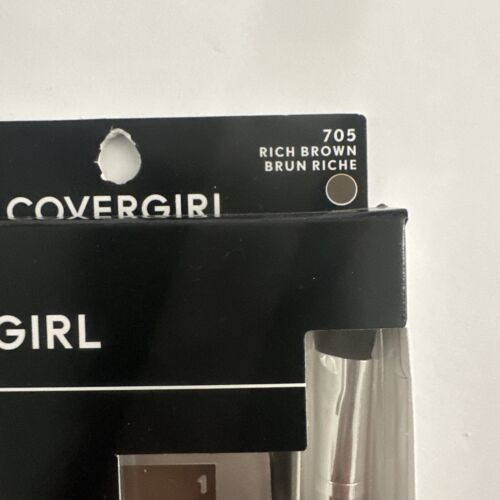 705
RICH BROWN
BRUN RICHE
COVERGIRL
GIRL
1